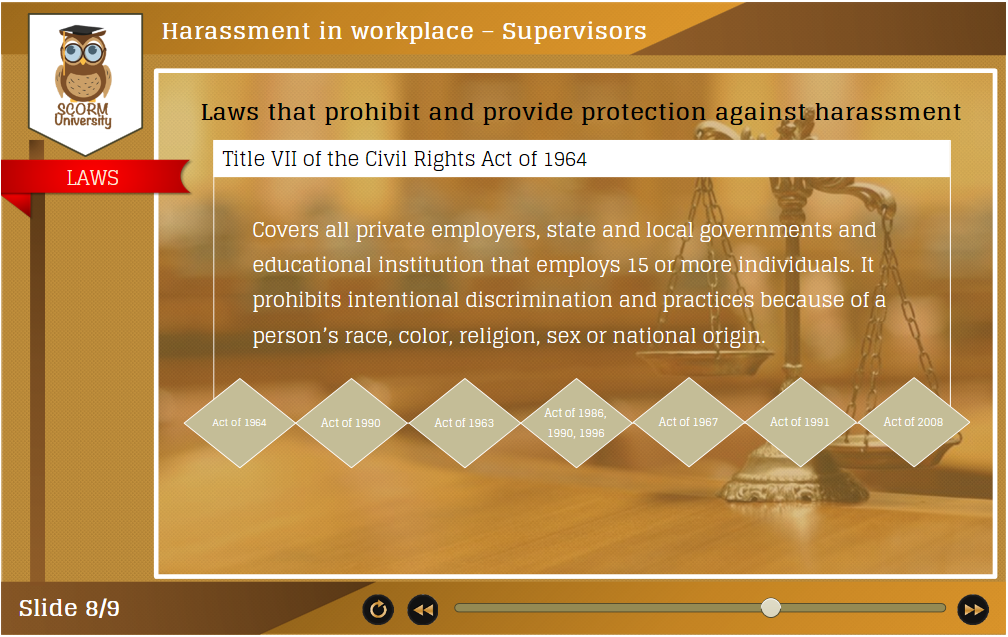 Harassment in workplace – Supervisors
SCORM
University
LAWS
Laws that prohibit and provide protection against harassment
Title VII of the Civil Rights Act of 1964
Covers all private employers, state and local governments and
educational institution that employs 15 or more individuals. It
prohibits intentional discrimination and practices because of a
person’s race, color, religion, sex or national origin.
Act of 1964
Act of 1990
Act of 1963
Act of 1986,
1990, 1996
Act of 1967
Act of 1991
Act of 2008
Slide 8/9